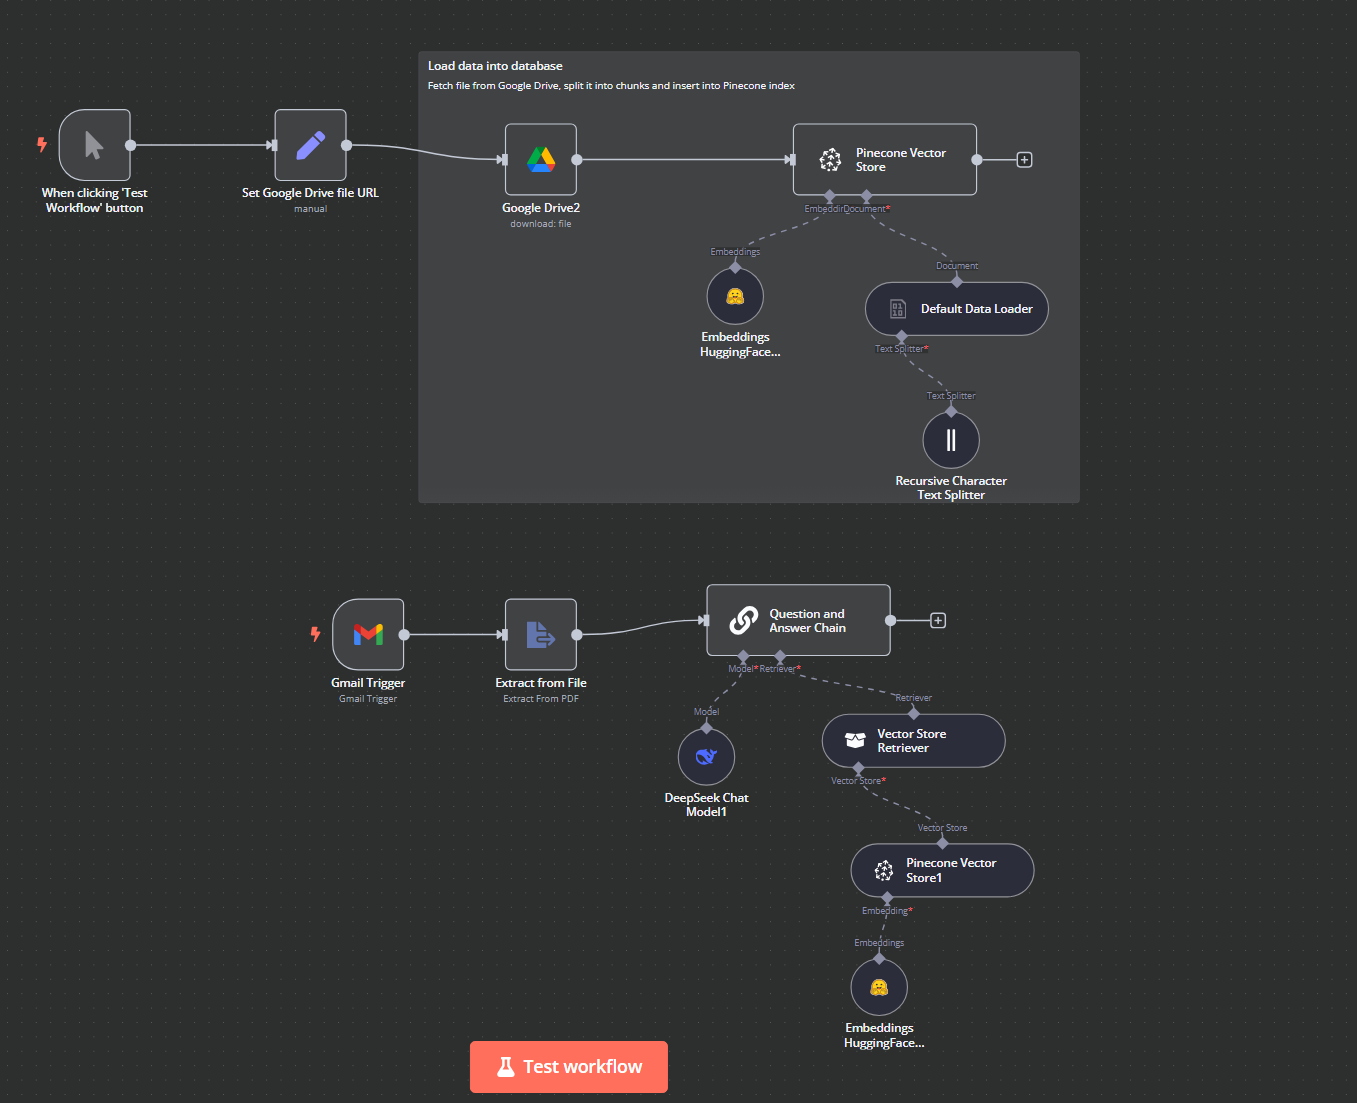 Load data into database
Fetch file from Google Drive, split it into chunks and insert into Pinecone index
When clicking 'Test
Workflow' button
Set Google Drive file URL
manual
Google Drive2
download: file
Pinecone Vector
Store
Document*
Embeddings
Embeddings
HuggingFace...
Document
Default Data Loader
Text Splitter*
Text Splitter
Recursive Character
Text Splitter
Gmail Trigger
Gmail Trigger
Extract from File
Extract From PDF
Question and
Answer Chain
Model* Retriever*
Model
DeepSeek Chat
Model1
Retriever
Vector Store
Retriever
Vector Store*
Vector Store
Pinecone Vector
Store1
Embedding*
Embeddings
Embeddings
HuggingFace...
Test workflow